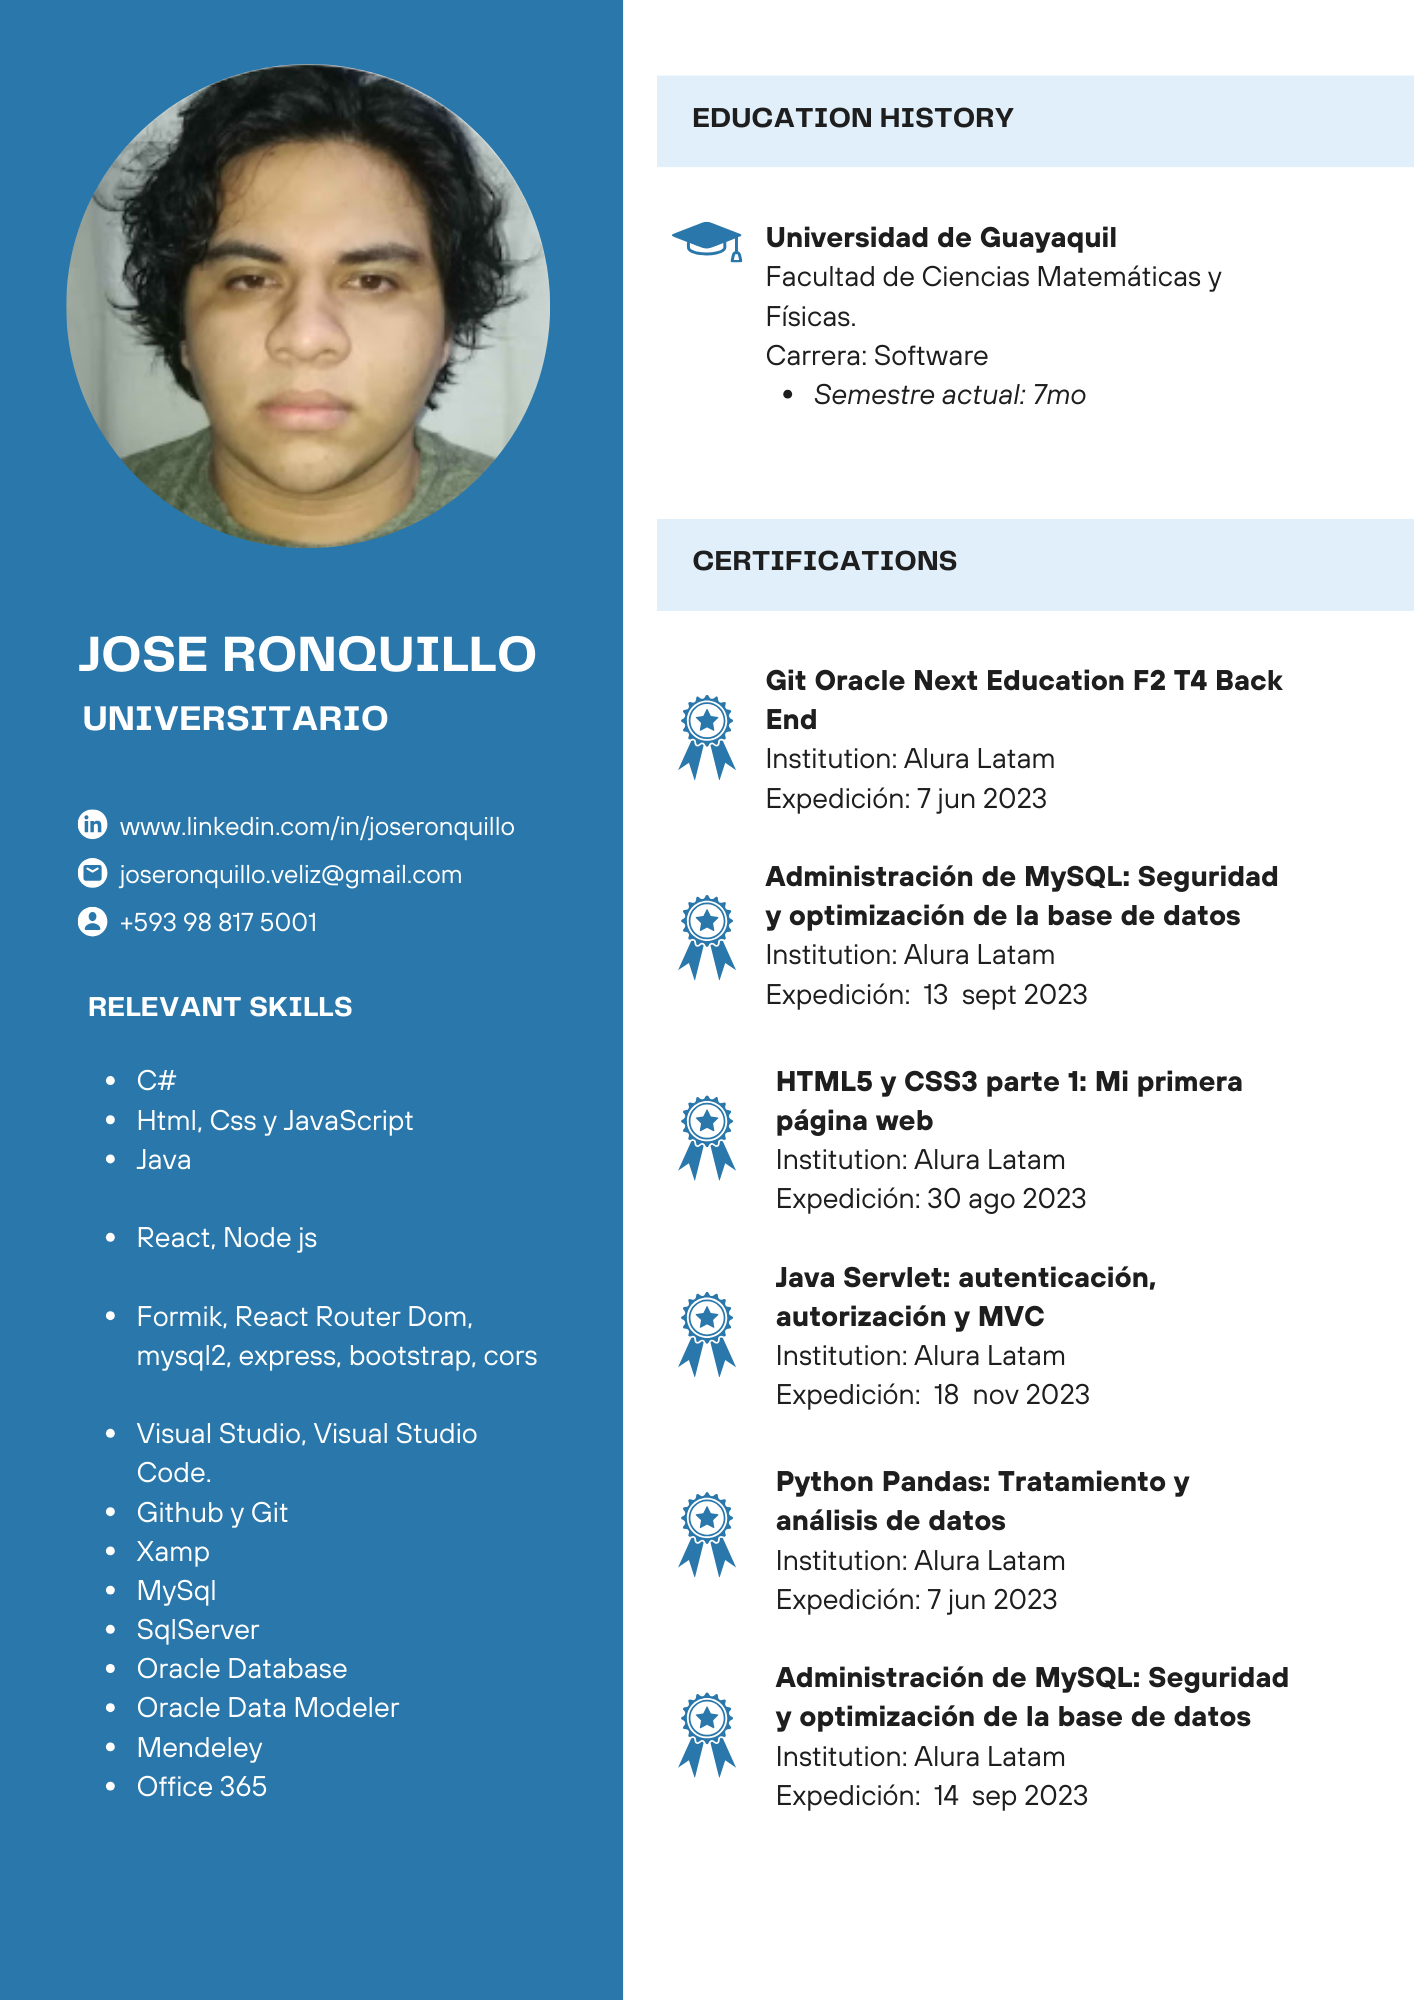 JOSE RONQUILLO
UNIVERSITARIO
www.linkedin.com/in/joseronquillo
joseronquillo.veliz@gmail.com
+593 98 817 5001
RELEVANT SKILLS
• C#
• Html, Css y JavaScript
• Java
• React, Node js
• Formik, React Router Dom,
mysql2, express, bootstrap, cors
• Visual Studio, Visual Studio
Code.
• Github y Git
• Xamp
• MySql
• SqlServer
• Oracle Database
• Oracle Data Modeler
• Mendeley
• Office 365
EDUCATION HISTORY
Universidad de Guayaquil
Facultad de Ciencias Matemáticas y
Físicas.
Carrera: Software
• Semestre actual: 7mo
CERTIFICATIONS
Git Oracle Next Education F2 T4 Back
End
Institution: Alura Latam
Expedición: 7 jun 2023
Administración de MySQL: Seguridad
y optimización de la base de datos
Institution: Alura Latam
Expedición: 13 sept 2023
HTML5 y CSS3 parte 1: Mi primera
página web
Institution: Alura Latam
Expedición: 30 ago 2023
Java Servlet: autenticación,
autorización y MVC
Institution: Alura Latam
Expedición: 18 nov 2023
Python Pandas: Tratamiento y
análisis de datos
Institution: Alura Latam
Expedición: 7 jun 2023
Administración de MySQL: Seguridad
y optimización de la base de datos
Institution: Alura Latam
Expedición: 14 sep 2023